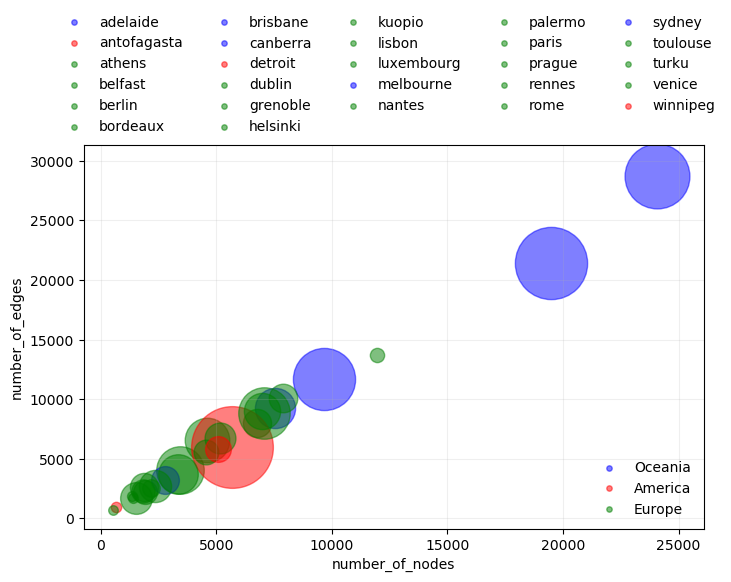 adelaide brisbane kuopio palermo sydney
antofagasta canberra lisbon paris toulouse
athens detroit luxembourg prague turku
belfast dublin melbourne rennes venice
berlin grenoble nantes rome winnipeg
bordeaux helsinki
30000
25000
20000
15000
10000
5000
0
number_of_edges
Oceania
America
Europe
0 5000 10000 15000 20000 25000
number_of_nodes